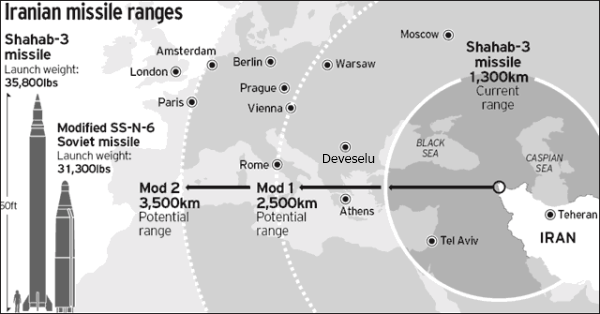 Iranian missile ranges
Shahab-3
missile
Launch weight:
35,800lbs
Modified SS-N-6
Soviet missile
Launch weight:
31,300lbs
50ft
Amsterdam
London
Paris
Berlin
Prague
Vienna
Rome
Warsaw
Moscow
Deveselu
Athens
Tel Aviv
Teheran
IRAN
BLACK
SEA
CASPIAN
SEA
Shahab-3
missile
1,300km
Current
range
Mod 1
2,500km
Potential
range
Mod 2
3,500km
Potential
range